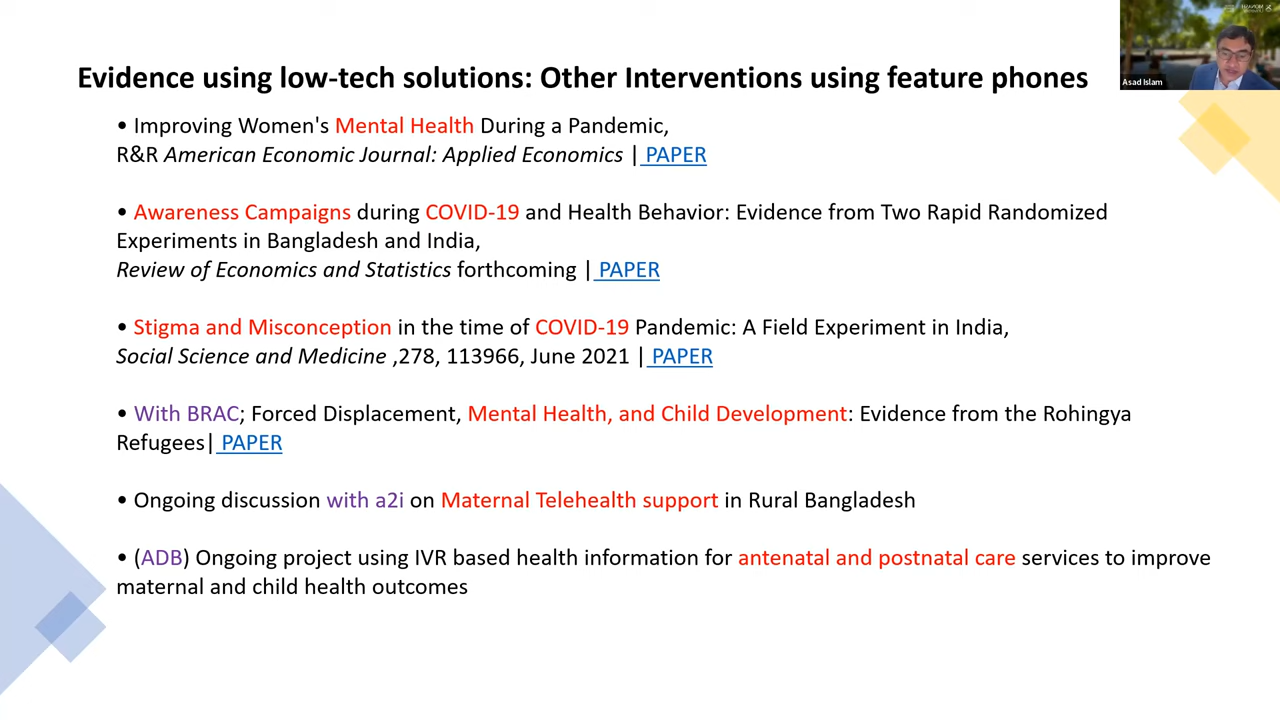 Evidence using low-tech solutions: Other Interventions using feature phones
• Improving Women's Mental Health During a Pandemic,
R&R American Economic Journal: Applied Economics | PAPER
• Awareness Campaigns during COVID-19 and Health Behavior: Evidence from Two Rapid Randomized
Experiments in Bangladesh and India,
Review of Economics and Statistics forthcoming | PAPER
• Stigma and Misconception in the time of COVID-19 Pandemic: A Field Experiment in India,
Social Science and Medicine ,278, 113966, June 2021 | PAPER
• With BRAC; Forced Displacement, Mental Health, and Child Development: Evidence from the Rohingya
Refugees| PAPER
• Ongoing discussion with a2i on Maternal Telehealth support in Rural Bangladesh
• (ADB) Ongoing project using IVR based health information for antenatal and postnatal care services to improve
maternal and child health outcomes
Asad Islam